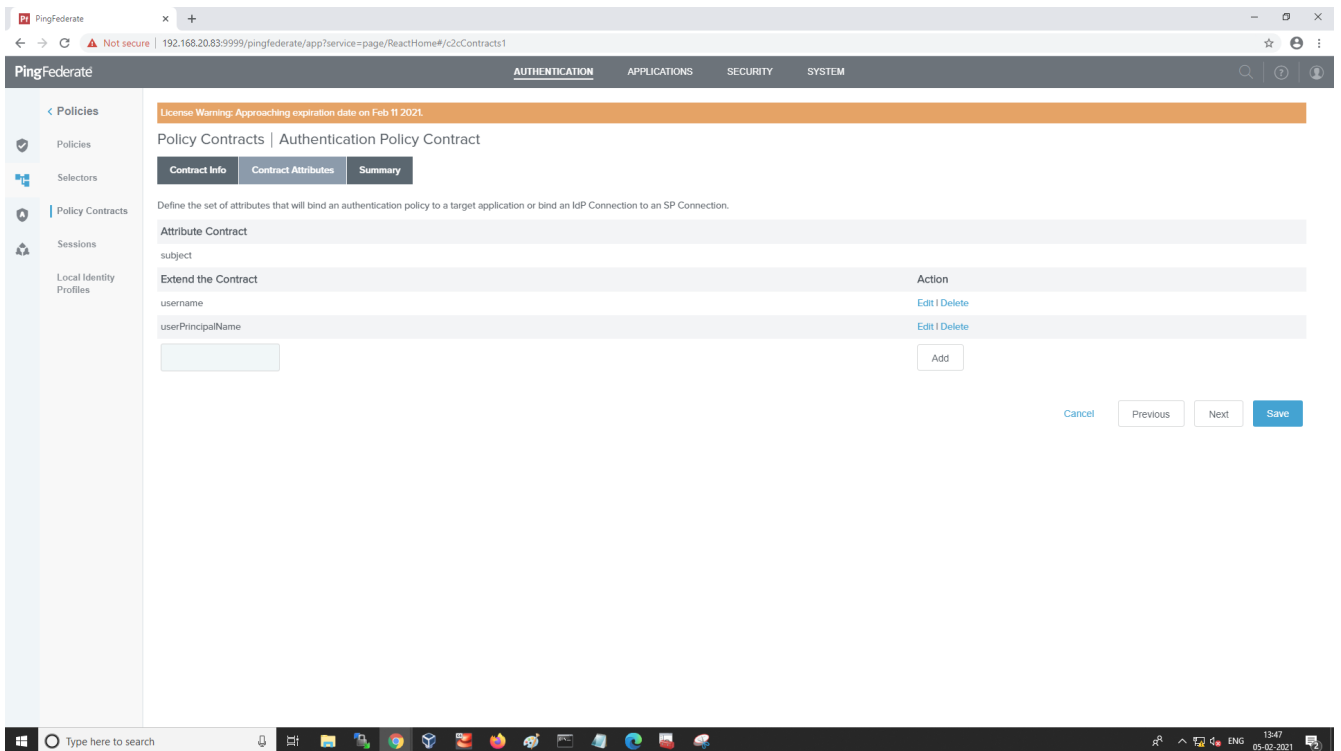 Pf PingFederate
Not secure | 192.168.20.83:9999/pingfederate/app?service=page/ReactHome#/c2cContracts1
PingFederate AUTHENTICATION APPLICATIONS SECURITY SYSTEM
< Policies
Policies
Selectors
Policy Contracts
Sessions
Local Identity
Profiles
License Warning: Approaching expiration date on Feb 11 2021.
Policy Contracts | Authentication Policy Contract
Contract Info Contract Attributes Summary
Define the set of attributes that will bind an authentication policy to a target application or bind an IdP Connection to an SP Connection.
Attribute Contract
subject
Extend the Contract Action
username Edit | Delete
userPrincipalName Edit | Delete
Add
Cancel Previous Next Save
Type here to search
ENG
13:47
05-02-2021